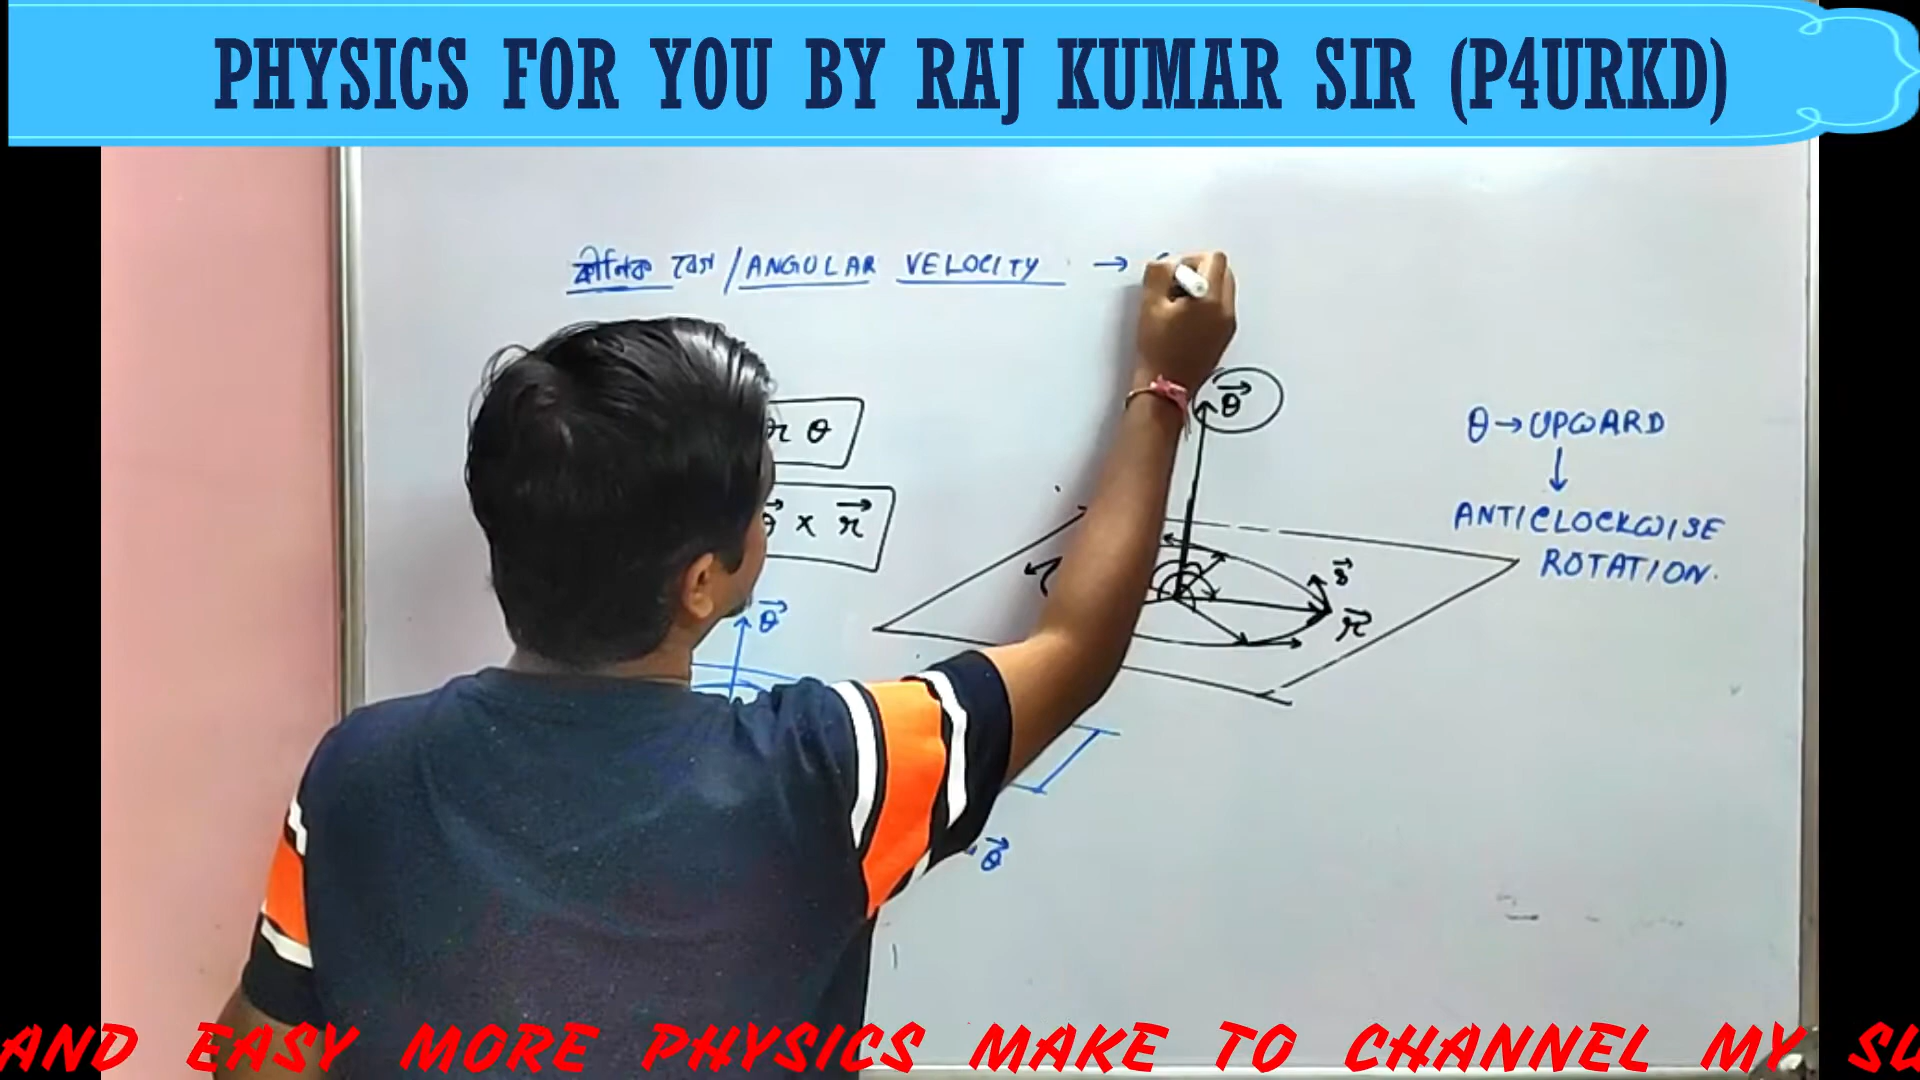 PHYSICS FOR YOU BY RAJ KUMAR SIR (P4URKD)
কৌনিক বেগ / ANGULAR VELOCITY →
r θ
θ⃗ × r⃗
θ⃗
θ → UPWARD
↓
ANTICLOCKWISE
ROTATION.
s⃗
r⃗
θ⃗
θ⃗
AND EASY MORE PHYSICS MAKE TO CHANNEL MY SU